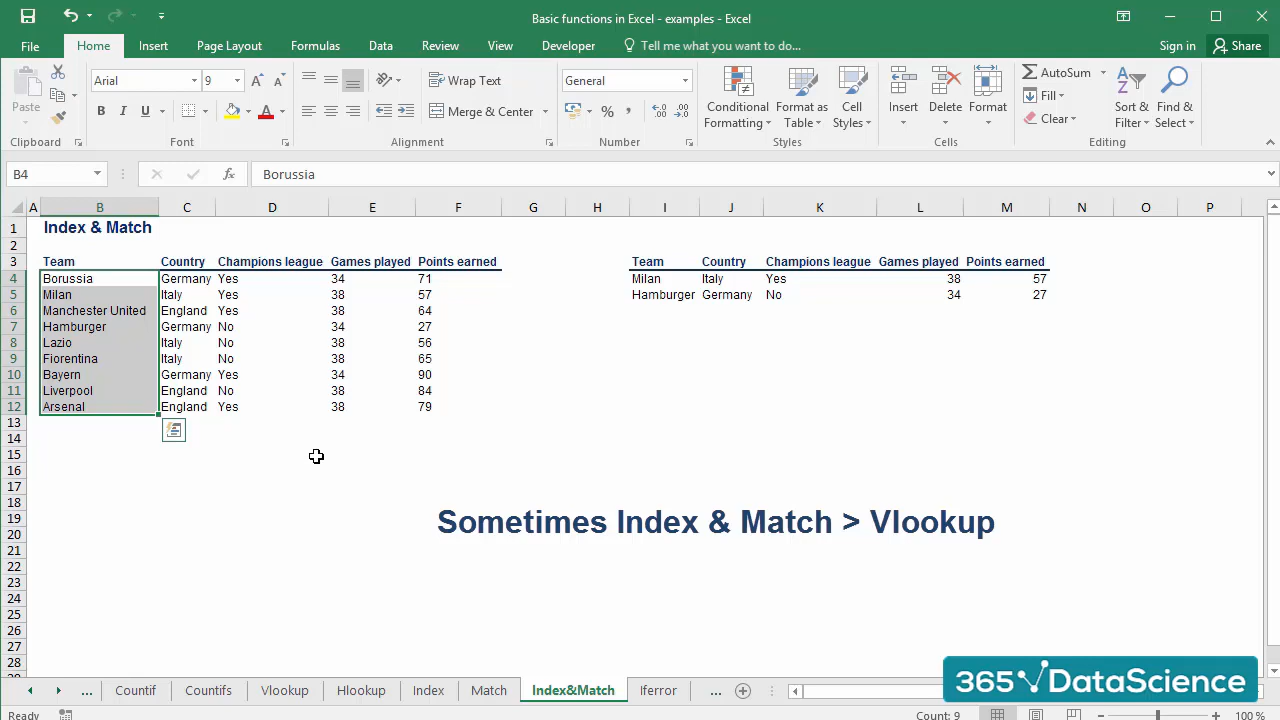 Basic functions in Excel - examples - Excel
File Home Insert Page Layout Formulas Data Review View Developer Tell me what you want to do... Sign in Share
Paste Arial 9 Wrap Text General Conditional Formatting Format as Table Cell Styles Insert Delete Format AutoSum Fill Clear Sort & Filter Find & Select
B I U A Merge & Center %
Clipboard Font Alignment Number Styles Cells Editing
B4 fx Borussia
A B C D E F G H I J K L M N O P
1 Index & Match
2
3 Team Country Champions league Games played Points earned Team Country Champions league Games played Points earned
4 Borussia Germany Yes 34 71 Milan Italy Yes 38 57
5 Milan Italy Yes 38 57 Hamburger Germany No 34 27
6 Manchester United England Yes 38 64
7 Hamburger Germany No 34 27
8 Lazio Italy No 38 56
9 Fiorentina Italy No 38 65
10 Bayern Germany Yes 34 90
11 Liverpool England No 38 84
12 Arsenal England Yes 38 79
13
14
15
16
17
18
19 Sometimes Index & Match > Vlookup
20
21
22
23
24
25
26
27
28
... Countif Countifs Vlookup Hlookup Index Match Index&Match Iferror ...
365 DataScience
Ready Count: 9 100 %